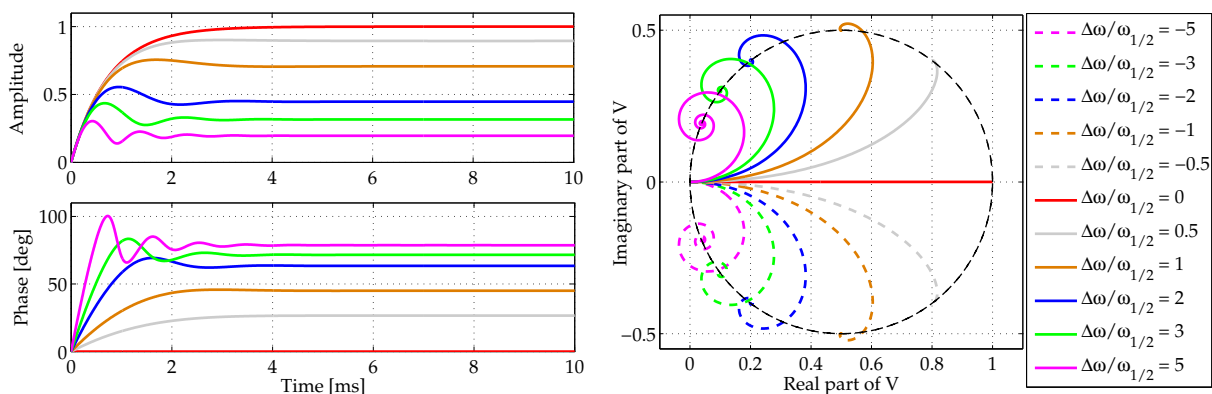 1
0.5
0
Amplitude
0 2 4 6 8 10
100
50
0
Phase [deg]
0 2 4 6 8 10
Time [ms]
0.5
0
−0.5
Imaginary part of V
0 0.2 0.4 0.6 0.8 1
Real part of V
Δω/ω1/2 = −5
Δω/ω1/2 = −3
Δω/ω1/2 = −2
Δω/ω1/2 = −1
Δω/ω1/2 = −0.5
Δω/ω1/2 = 0
Δω/ω1/2 = 0.5
Δω/ω1/2 = 1
Δω/ω1/2 = 2
Δω/ω1/2 = 3
Δω/ω1/2 = 5